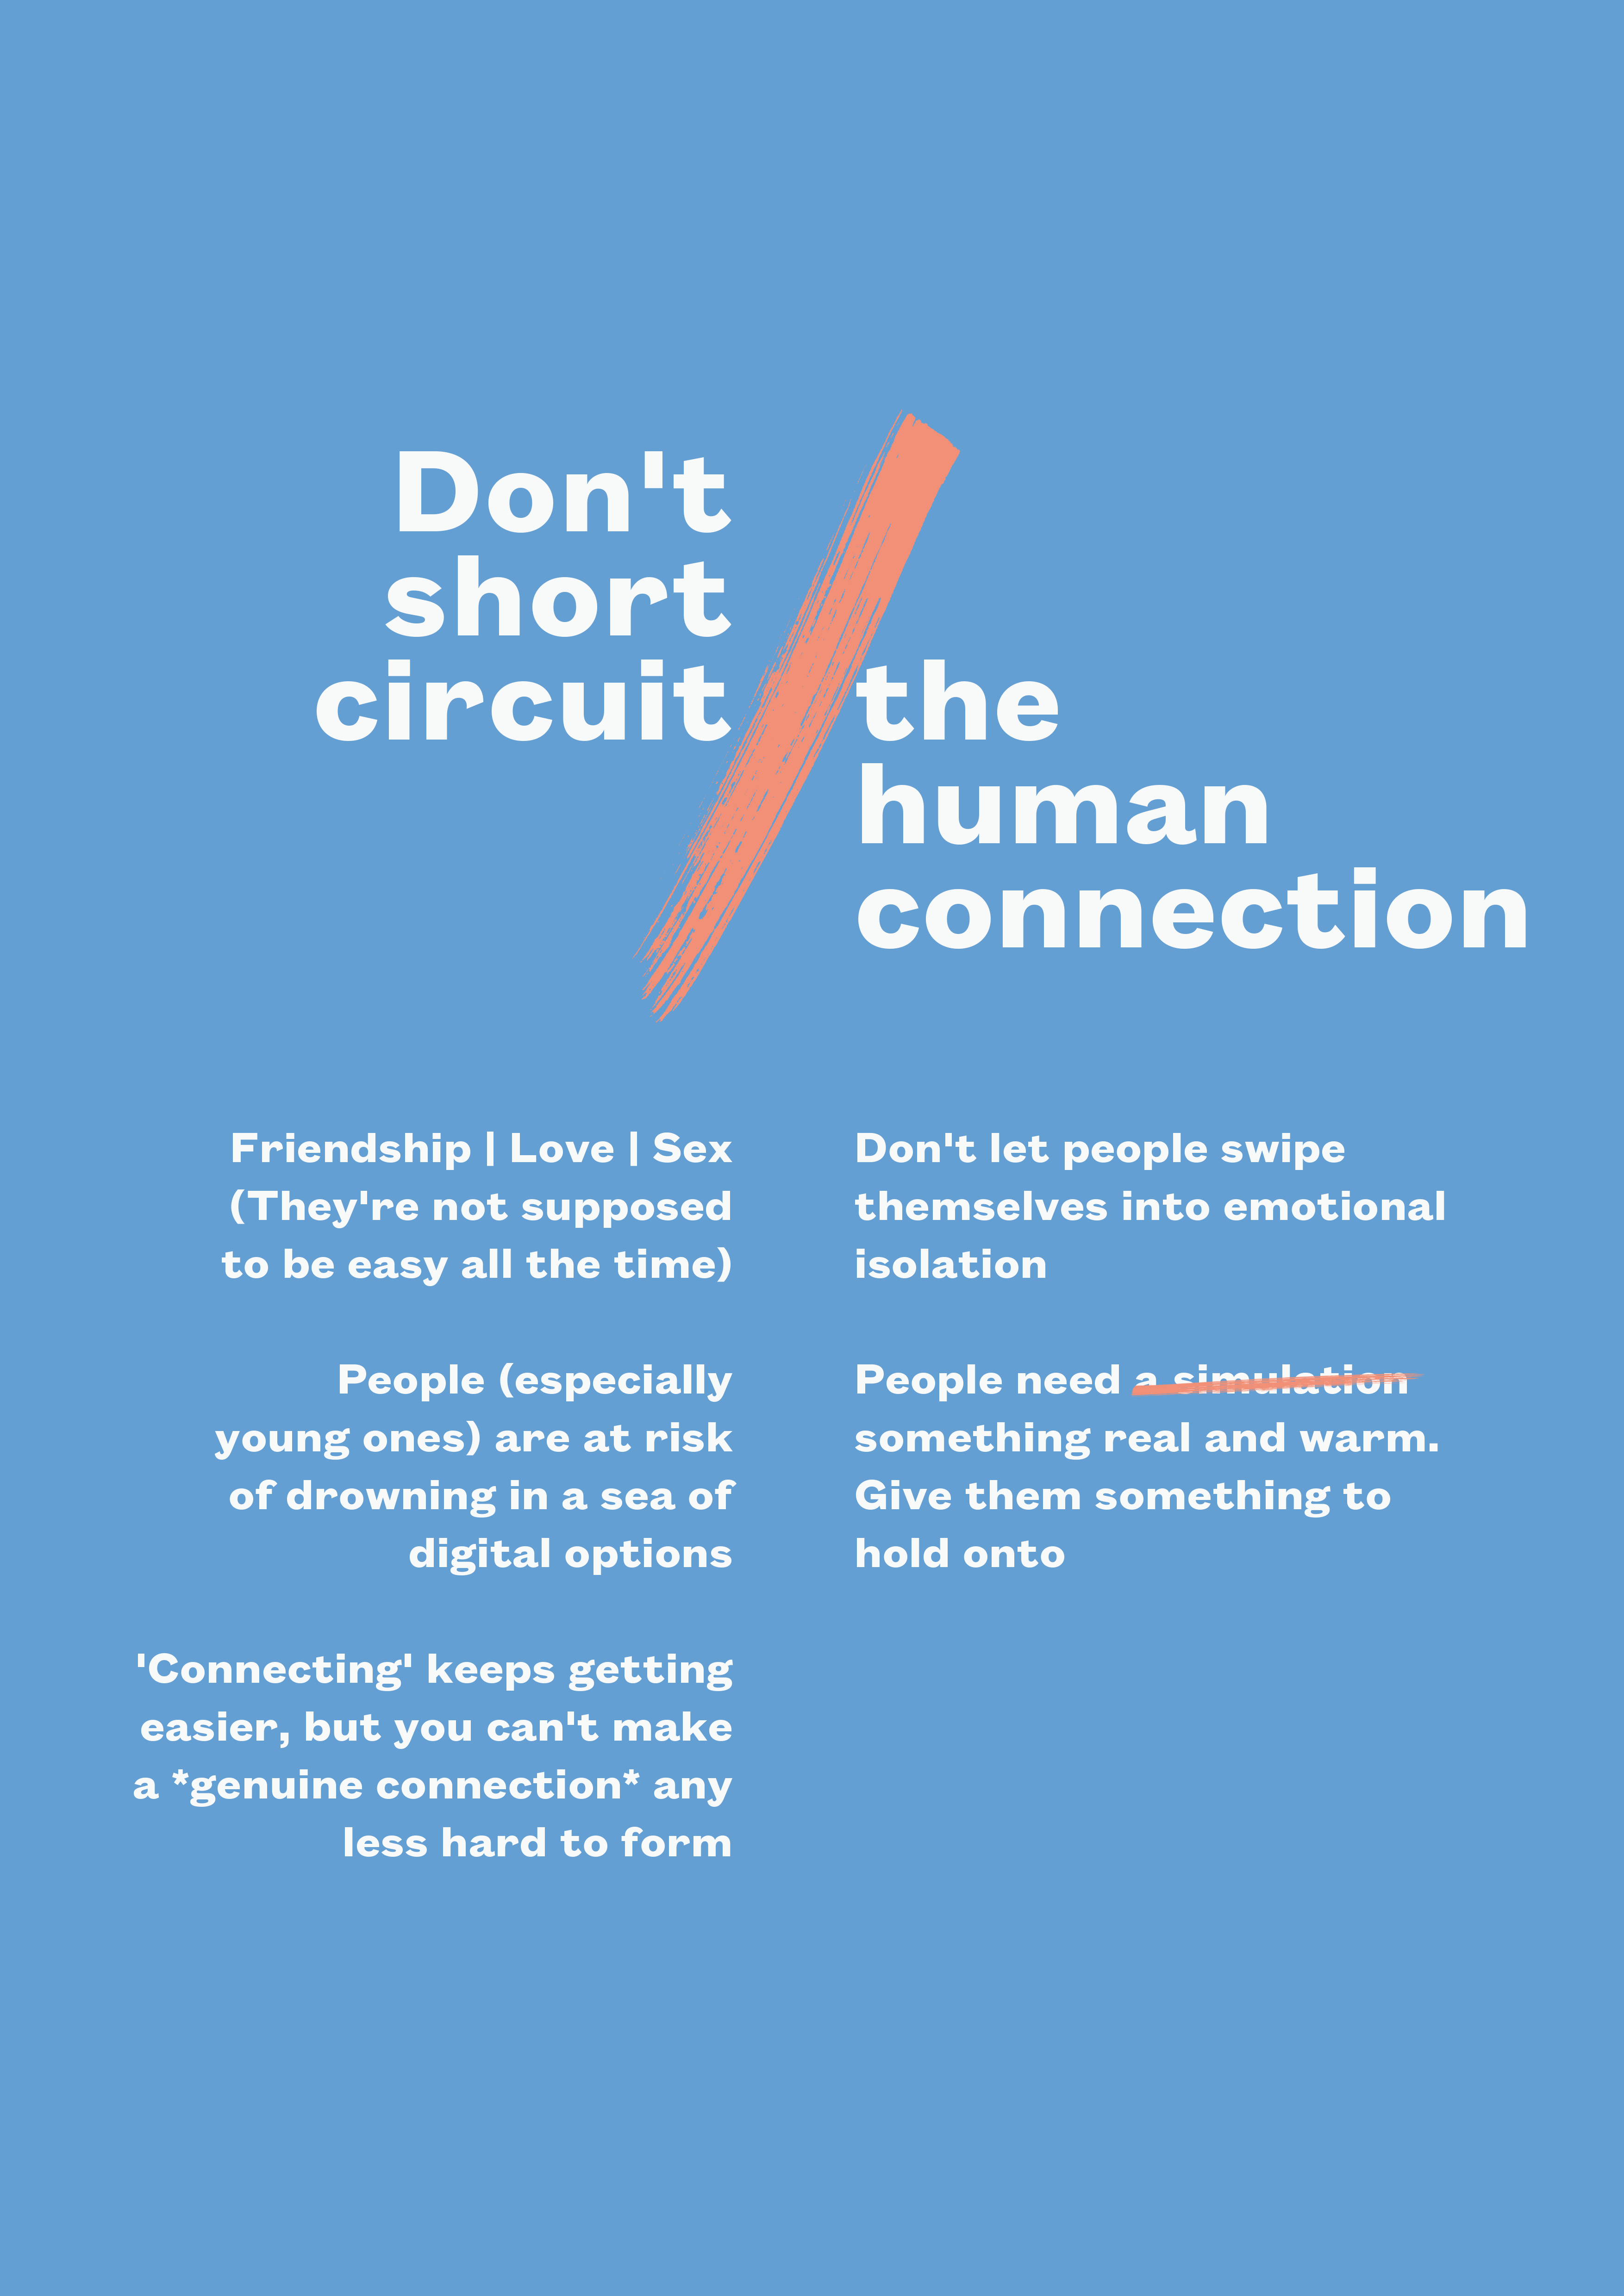 Don't
short
circuit
the
human
connection
Friendship | Love | Sex
(They're not supposed
to be easy all the time)
People (especially
young ones) are at risk
of drowning in a sea of
digital options
'Connecting' keeps getting
easier, but you can't make
a *genuine connection* any
less hard to form
Don't let people swipe
themselves into emotional
isolation
People need a simulation
something real and warm.
Give them something to
hold onto